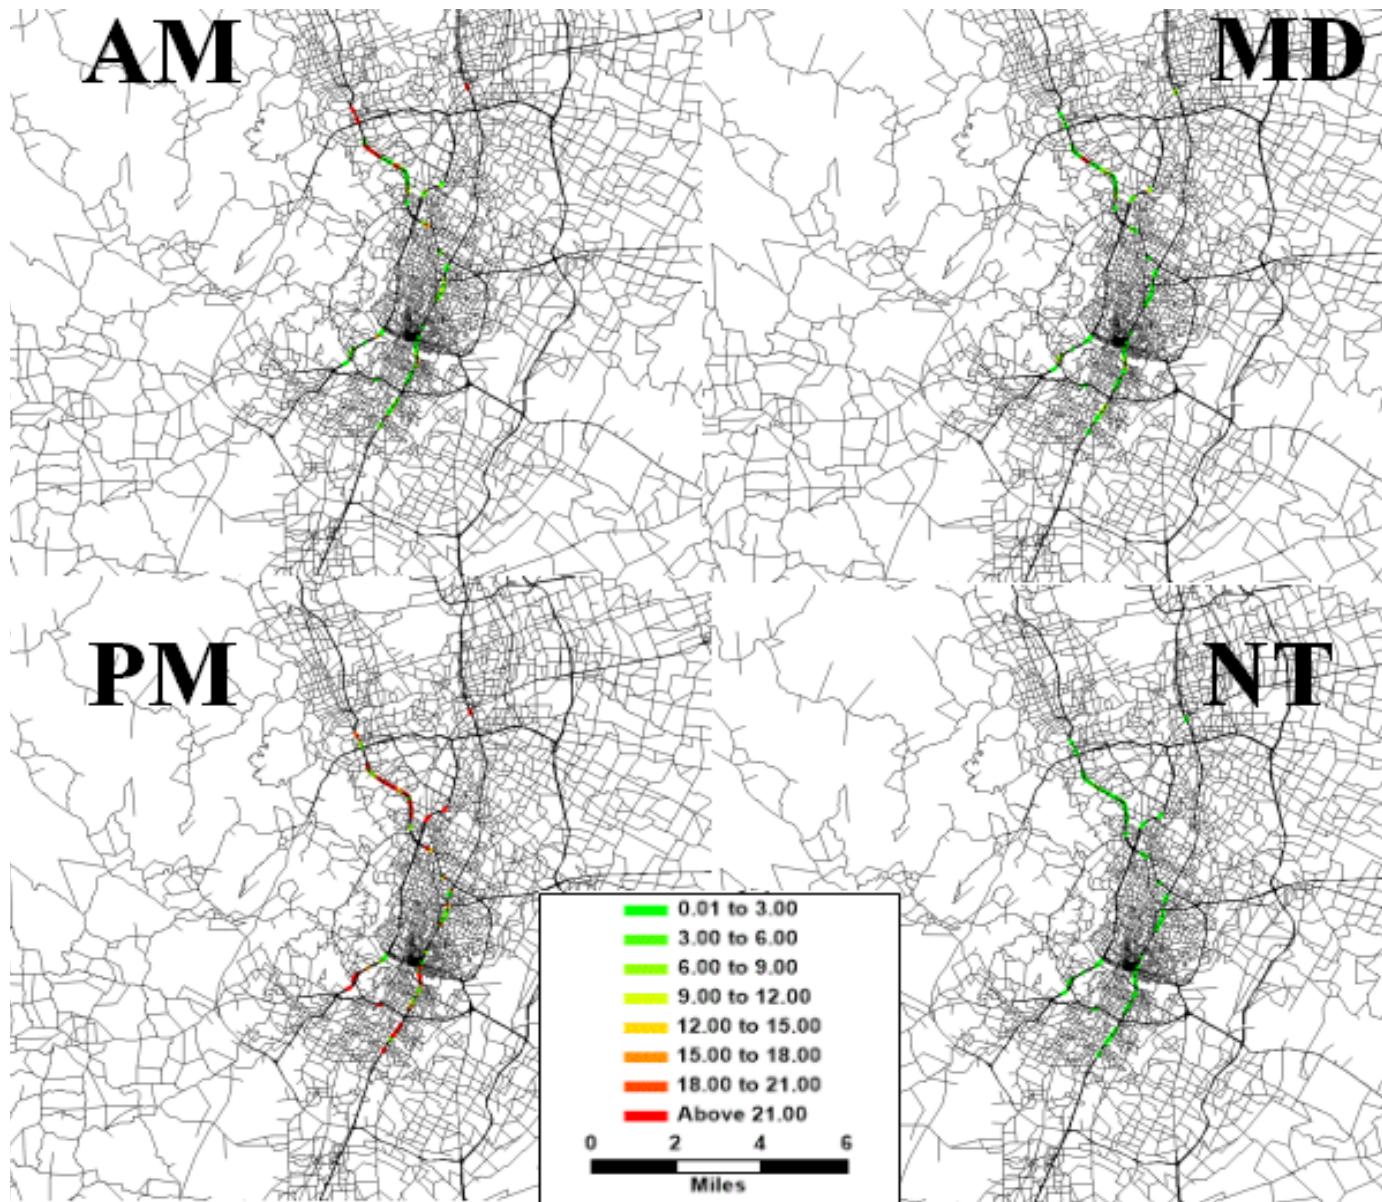 AM
MD
PM
NT
0.01 to 3.00
3.00 to 6.00
6.00 to 9.00
9.00 to 12.00
12.00 to 15.00
15.00 to 18.00
18.00 to 21.00
Above 21.00
0 2 4 6
Miles